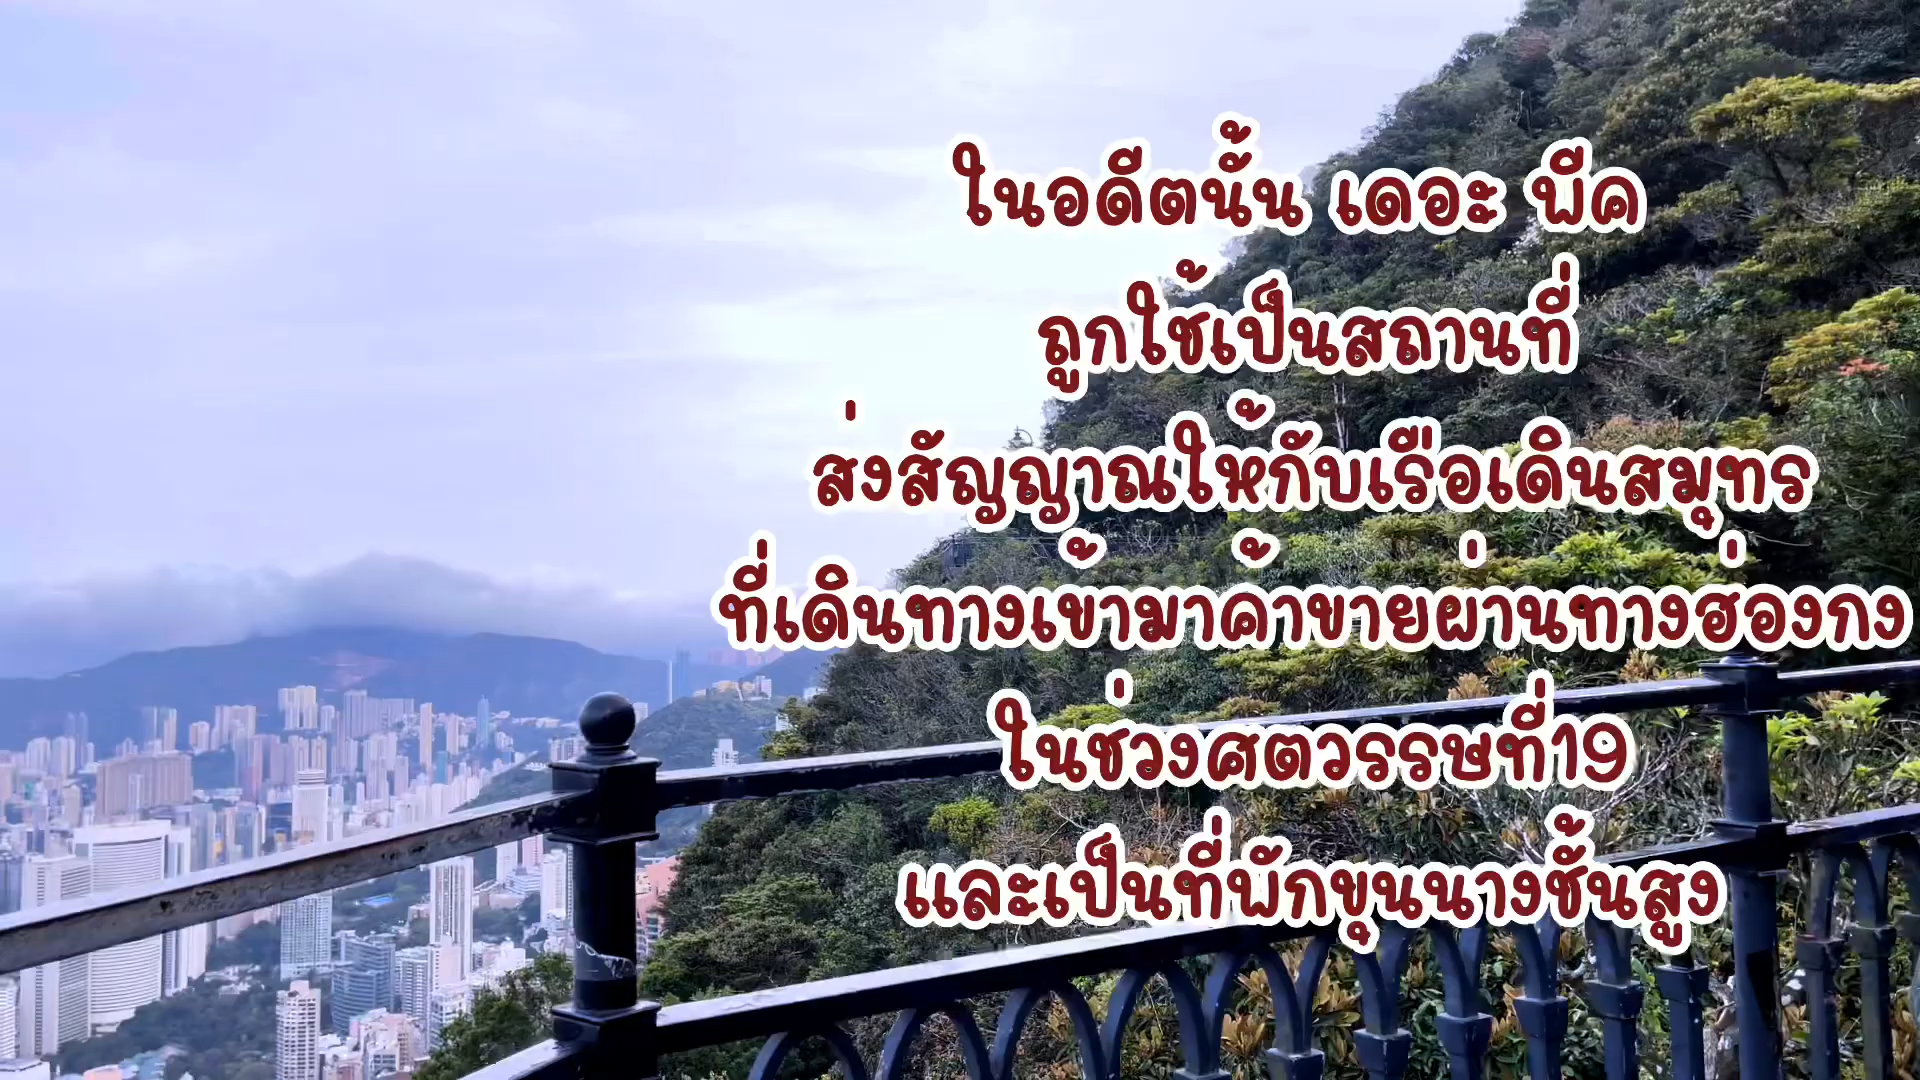 ในอดีตนั้น เดอะ พีค
ถูกใช้เป็นสถานที่
ส่งสัญญาณให้กับเรือเดินสมุทร
ที่เดินทางเข้ามาค้าขายผ่านทางฮ่องกง
ในช่วงศตวรรษที่19
และเป็นที่พักขุนนางชั้นสูง